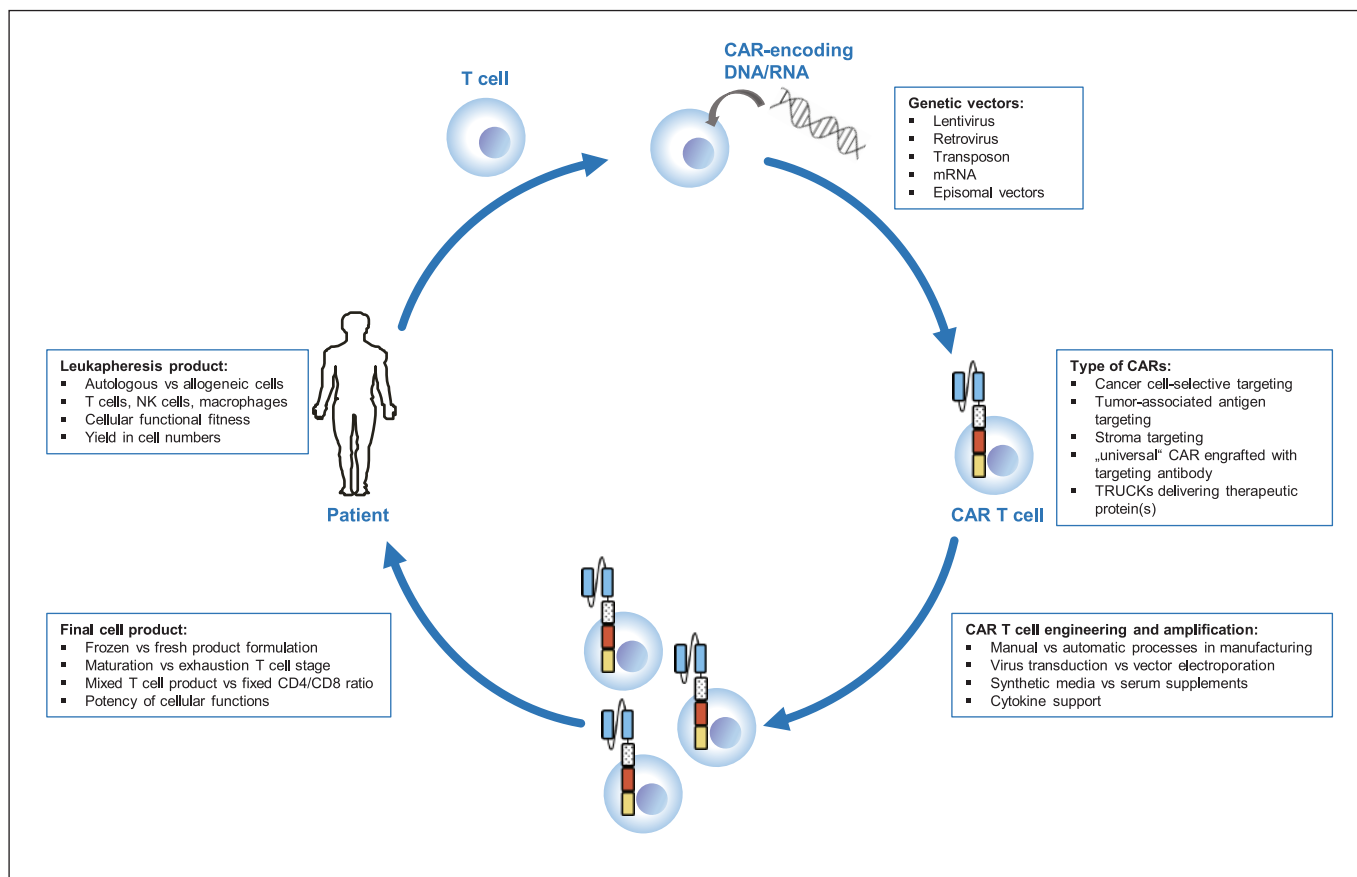 T cell
CAR-encoding
DNA/RNA
Genetic vectors:
▪ Lentivirus
▪ Retrovirus
▪ Transposon
▪ mRNA
▪ Episomal vectors
Leukapheresis product:
▪ Autologous vs allogeneic cells
▪ T cells, NK cells, macrophages
▪ Cellular functional fitness
▪ Yield in cell numbers
Patient
Type of CARs:
▪ Cancer cell-selective targeting
▪ Tumor-associated antigen
targeting
▪ Stroma targeting
▪ „universal“ CAR engrafted with
targeting antibody
▪ TRUCKs delivering therapeutic
protein(s)
CAR T cell
Final cell product:
▪ Frozen vs fresh product formulation
▪ Maturation vs exhaustion T cell stage
▪ Mixed T cell product vs fixed CD4/CD8 ratio
▪ Potency of cellular functions
CAR T cell engineering and amplification:
▪ Manual vs automatic processes in manufacturing
▪ Virus transduction vs vector electroporation
▪ Synthetic media vs serum supplements
▪ Cytokine support